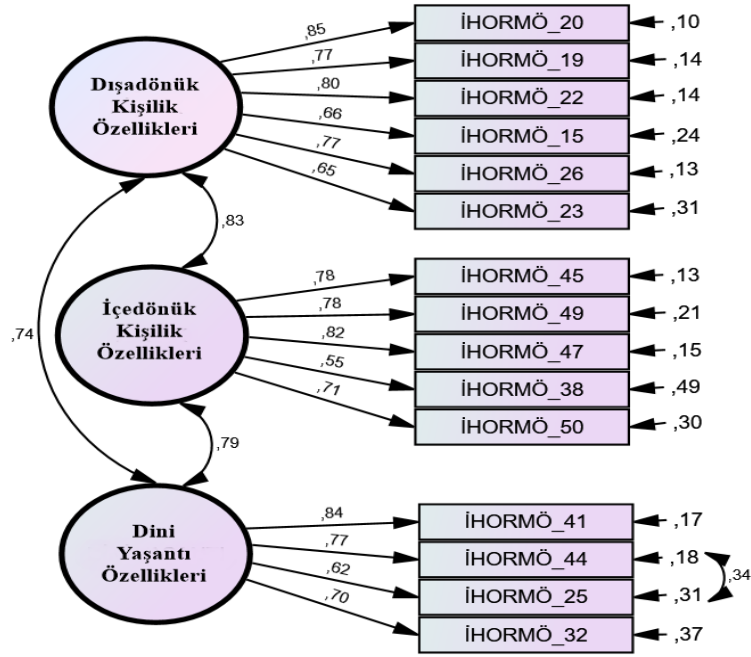 Dışadönük
Kişilik
Özellikleri
,85
,77
,80
,66
,77
,65
İHORMÖ_20
İHORMÖ_19
İHORMÖ_22
İHORMÖ_15
İHORMÖ_26
İHORMÖ_23
,10
,14
,14
,24
,13
,31
,83
,74
İçedönük
Kişilik
Özellikleri
,78
,78
,82
,55
,71
İHORMÖ_45
İHORMÖ_49
İHORMÖ_47
İHORMÖ_38
İHORMÖ_50
,13
,21
,15
,49
,30
,79
Dini
Yaşantı
Özellikleri
,84
,77
,62
,70
İHORMÖ_41
İHORMÖ_44
İHORMÖ_25
İHORMÖ_32
,17
,18
,31
,37
,34